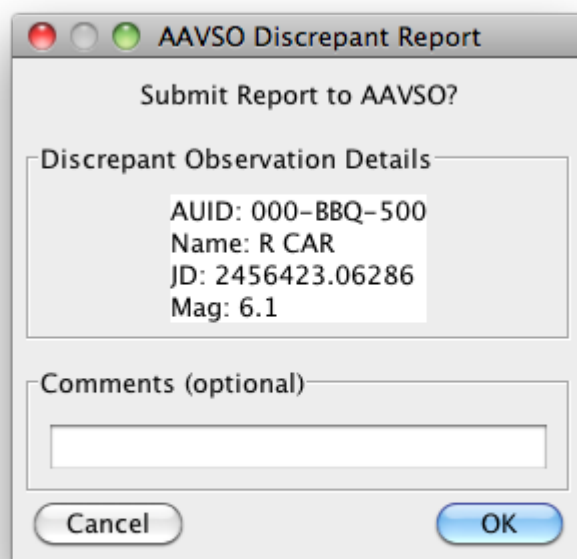 AAVSO Discrepant Report
Submit Report to AAVSO?
Discrepant Observation Details
AUID: 000-BBQ-500
Name: R CAR
JD: 2456423.06286
Mag: 6.1
Comments (optional)
Cancel
OK